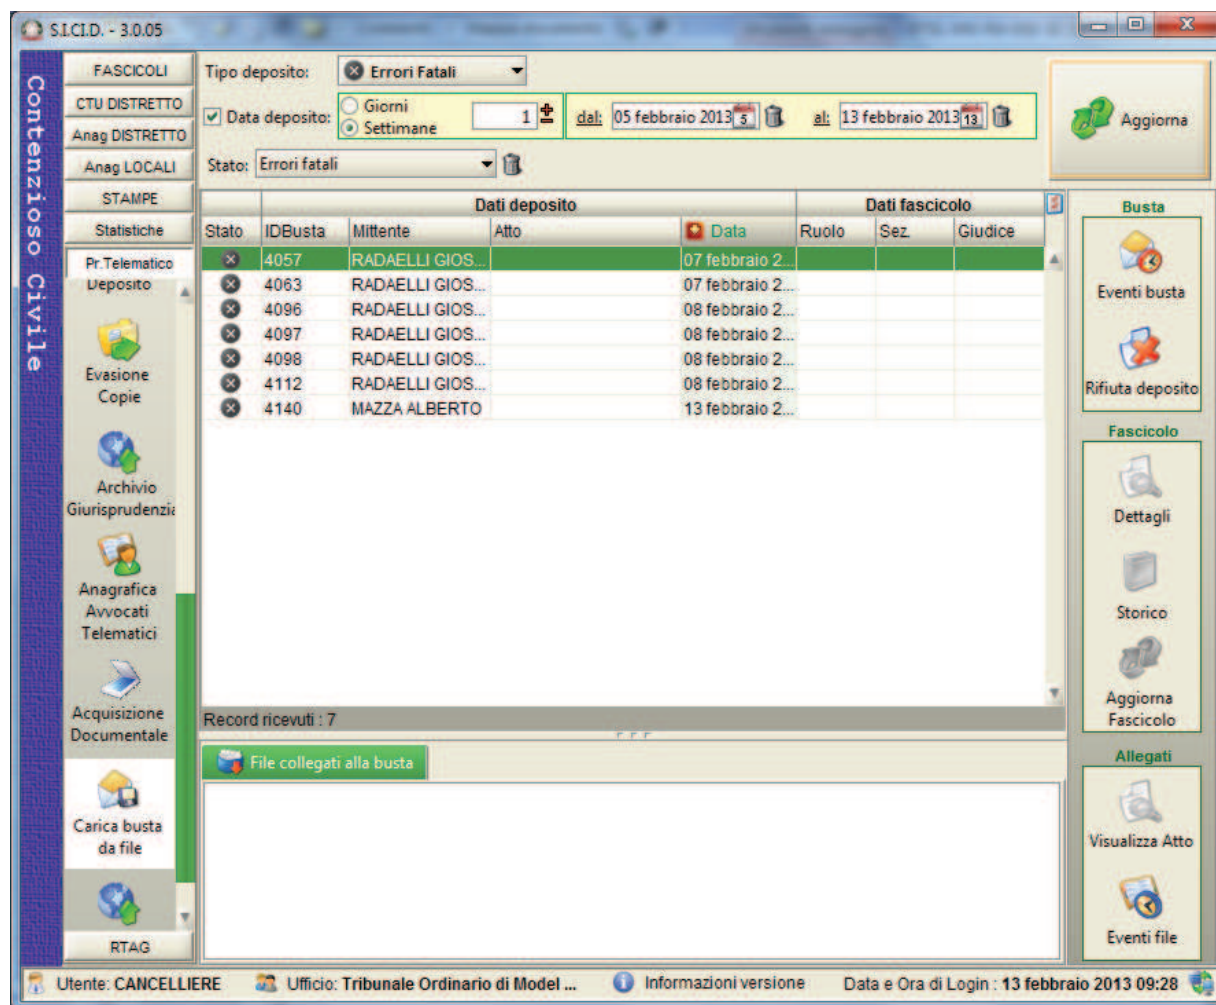 S.I.CI.D. - 3.0.05
Contenzioso Civile
FASCICOLI
CTU DISTRETTO
Anag DISTRETTO
Anag LOCALI
STAMPE
Statistiche
Pr.Telematico
Deposito
Evasione
Copie
Archivio
Giurisprudenzia
Anagrafica
Avvocati
Telematici
Acquisizione
Documentale
Carica busta
da file
RTAG
Tipo deposito: Errori Fatali
Data deposito: Giorni
Settimane
1
dal: 05 febbraio 2013 5
al: 13 febbraio 2013 13
Stato: Errori fatali
Aggiorna
Dati deposito Dati fascicolo
Stato IDBusta Mittente Atto Data Ruolo Sez. Giudice
4057 RADAELLI GIOS... 07 febbraio 2...
4063 RADAELLI GIOS... 07 febbraio 2...
4096 RADAELLI GIOS... 08 febbraio 2...
4097 RADAELLI GIOS... 08 febbraio 2...
4098 RADAELLI GIOS... 08 febbraio 2...
4112 RADAELLI GIOS... 08 febbraio 2...
4140 MAZZA ALBERTO 13 febbraio 2...
Record ricevuti : 7
File collegati alla busta
Busta
Eventi busta
Rifiuta deposito
Fascicolo
Dettagli
Storico
Aggiorna
Fascicolo
Allegati
Visualizza Atto
Eventi file
Utente: CANCELLIERE Ufficio: Tribunale Ordinario di Model ... Informazioni versione Data e Ora di Login : 13 febbraio 2013 09:28